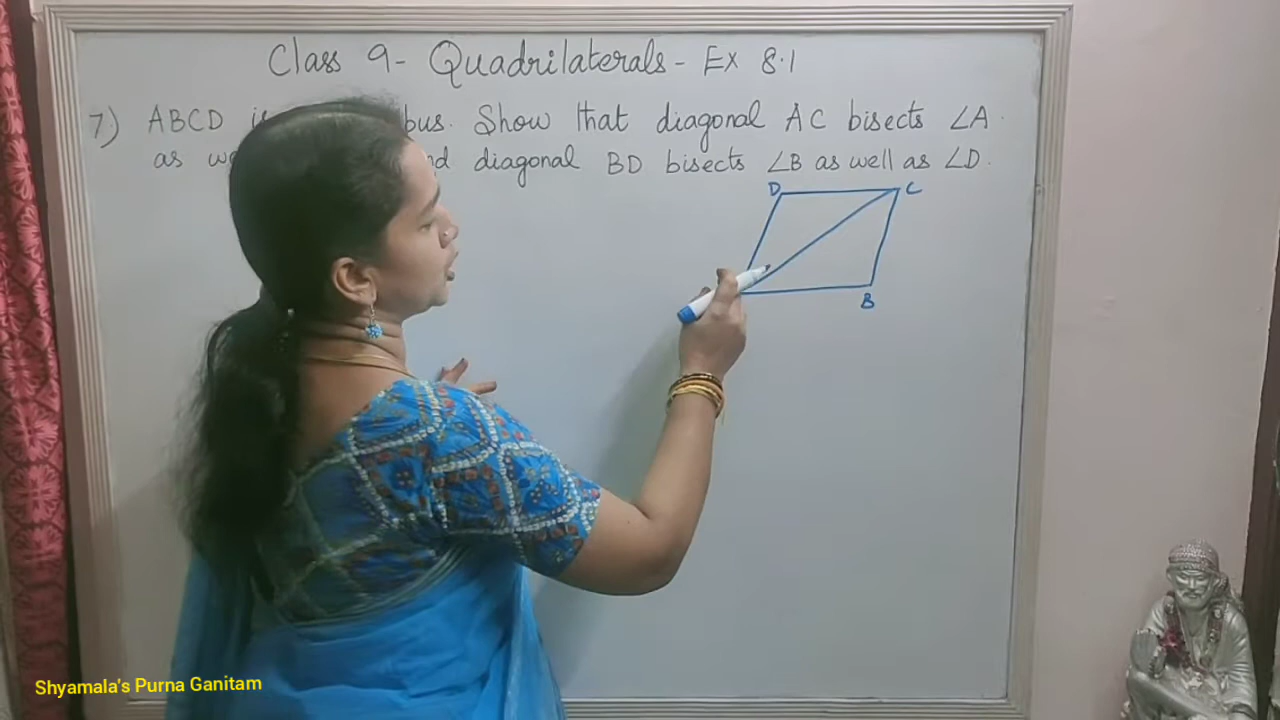 Class 9- Quadrilaterals - Ex 8.1
7) ABCD bus. Show that diagonal AC bisects ∠A
as diagonal BD bisects ∠B as well as ∠D.
D C
B
Shyamala's Purna Ganitam